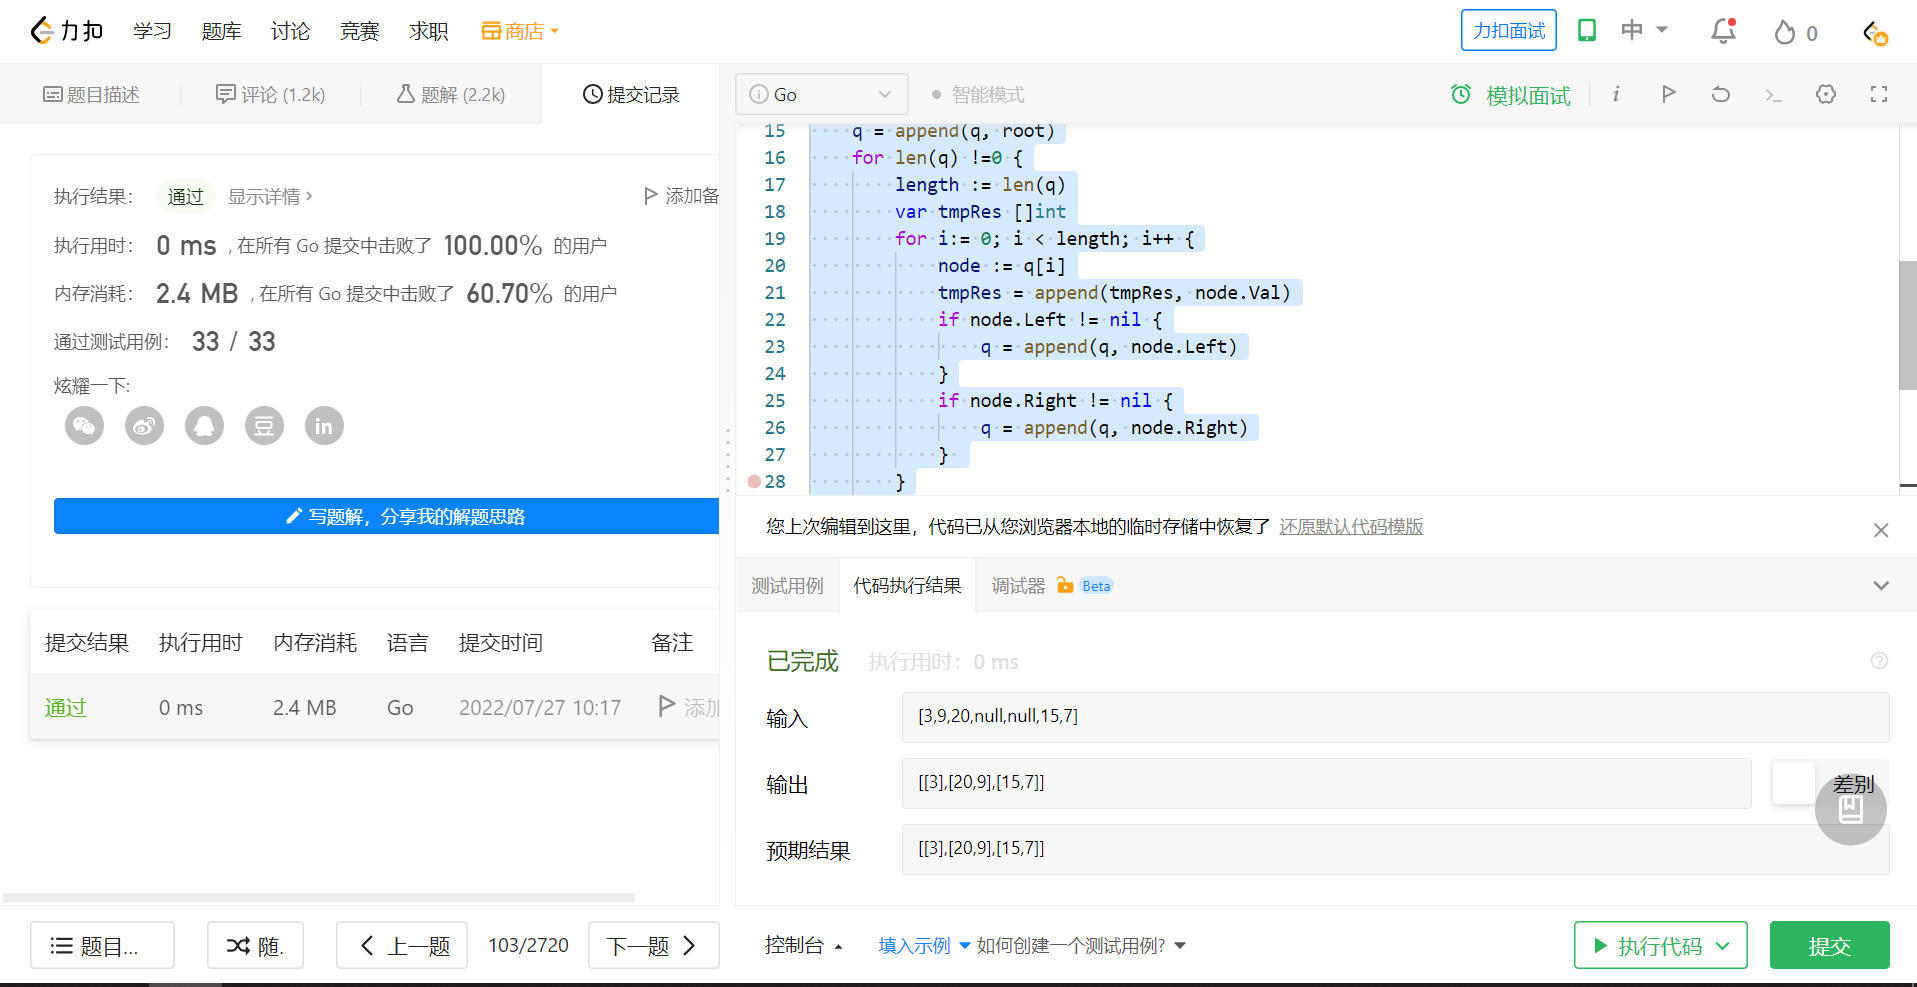 力扣 学习 题库 讨论 竞赛 求职 商店 力扣面试 中 0
题目描述 评论 (1.2k) 题解 (2.2k) 提交记录
执行结果： 通过 显示详情 › 添加备
执行用时： 0 ms , 在所有 Go 提交中击败了 100.00% 的用户
内存消耗： 2.4 MB , 在所有 Go 提交中击败了 60.70% 的用户
通过测试用例： 33 / 33
炫耀一下:
写题解，分享我的解题思路
提交结果 执行用时 内存消耗 语言 提交时间 备注
通过 0 ms 2.4 MB Go 2022/07/27 10:17 添加
题目... 随. 上一题 103/2720 下一题
Go 智能模式 模拟面试
15 q = append(q, root)
16 for len(q) !=0 {
17 length := len(q)
18 var tmpRes []int
19 for i:= 0; i < length; i++ {
20 node := q[i]
21 tmpRes = append(tmpRes, node.Val)
22 if node.Left != nil {
23 q = append(q, node.Left)
24 }
25 if node.Right != nil {
26 q = append(q, node.Right)
27 }
28 }
您上次编辑到这里，代码已从您浏览器本地的临时存储中恢复了 还原默认代码模版
测试用例 代码执行结果 调试器 Beta
已完成 执行用时：0 ms
输入 [3,9,20,null,null,15,7]
输出 [[3],[20,9],[15,7]] 差别
预期结果 [[3],[20,9],[15,7]]
控制台 填入示例 如何创建一个测试用例? 执行代码 提交